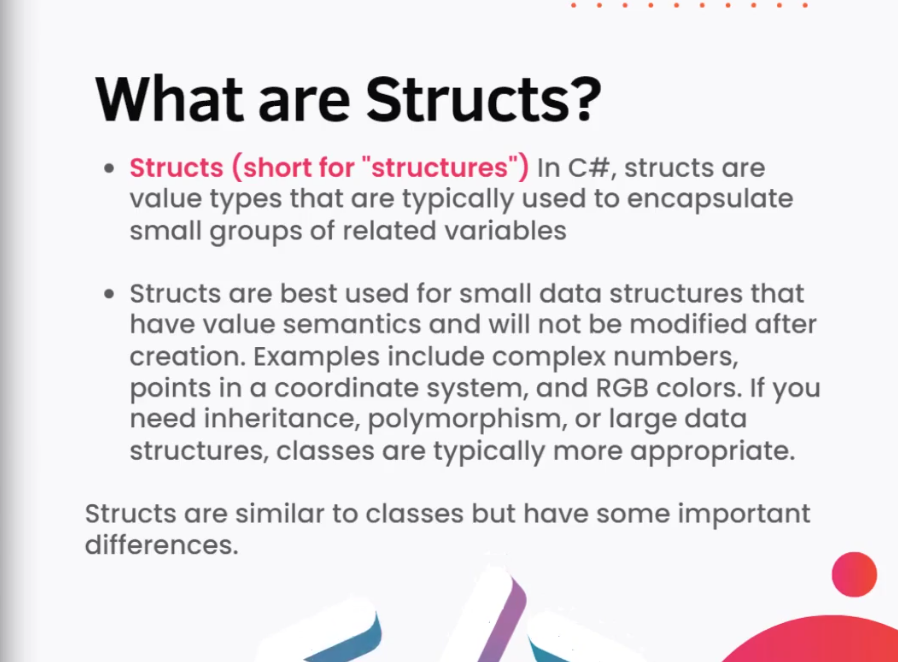 What are Structs?
• Structs (short for "structures") In C#, structs are
value types that are typically used to encapsulate
small groups of related variables
• Structs are best used for small data structures that
have value semantics and will not be modified after
creation. Examples include complex numbers,
points in a coordinate system, and RGB colors. If you
need inheritance, polymorphism, or large data
structures, classes are typically more appropriate.
Structs are similar to classes but have some important
differences.